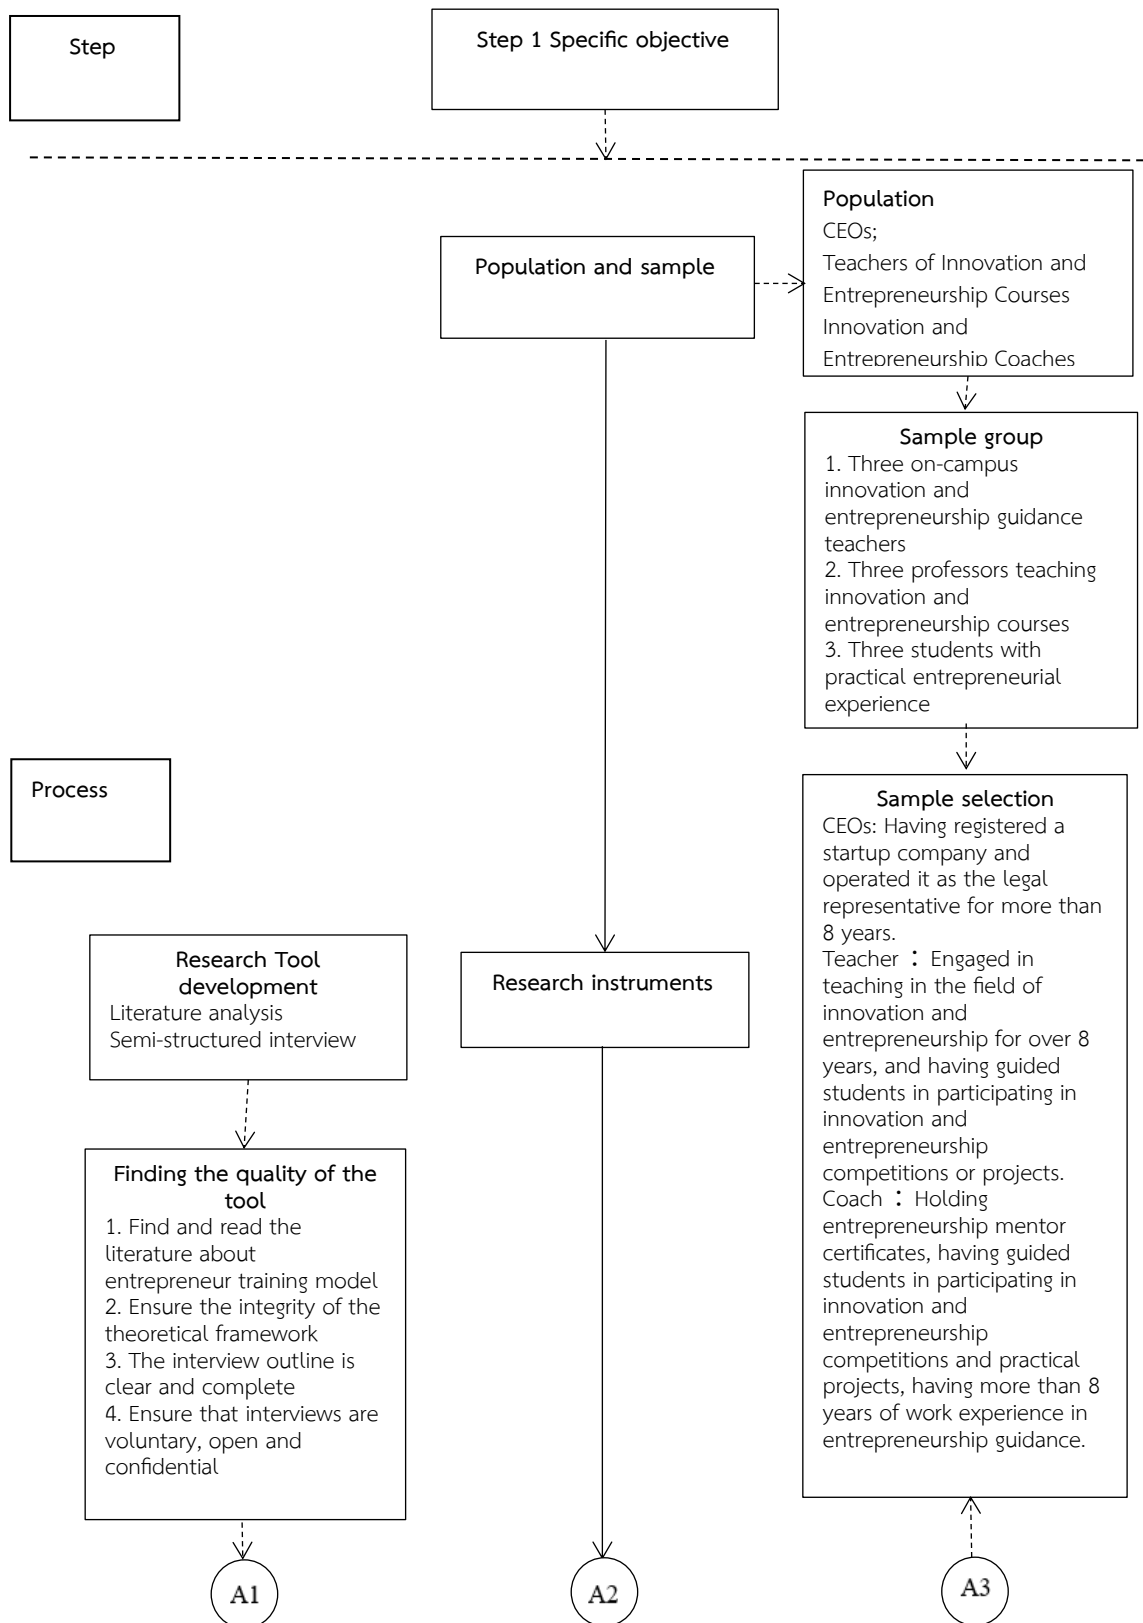 Step
Step 1 Specific objective
Population
CEOs;
Teachers of Innovation and
Entrepreneurship Courses
Innovation and
Entrepreneurship Coaches
Population and sample
Sample group
1. Three on-campus
innovation and
entrepreneurship guidance
teachers
2. Three professors teaching
innovation and
entrepreneurship courses
3. Three students with
practical entrepreneurial
experience
Process
Sample selection
CEOs: Having registered a
startup company and
operated it as the legal
representative for more than
8 years.
Teacher：Engaged in
teaching in the field of
innovation and
entrepreneurship for over 8
years, and having guided
students in participating in
innovation and
entrepreneurship
competitions or projects.
Coach：Holding
entrepreneurship mentor
certificates, having guided
students in participating in
innovation and
entrepreneurship
competitions and practical
projects, having more than 8
years of work experience in
entrepreneurship guidance.
Research Tool
development
Literature analysis
Semi-structured interview
Research instruments
Finding the quality of the
tool
1. Find and read the
literature about
entrepreneur training model
2. Ensure the integrity of the
theoretical framework
3. The interview outline is
clear and complete
4. Ensure that interviews are
voluntary, open and
confidential
A1
A2
A3